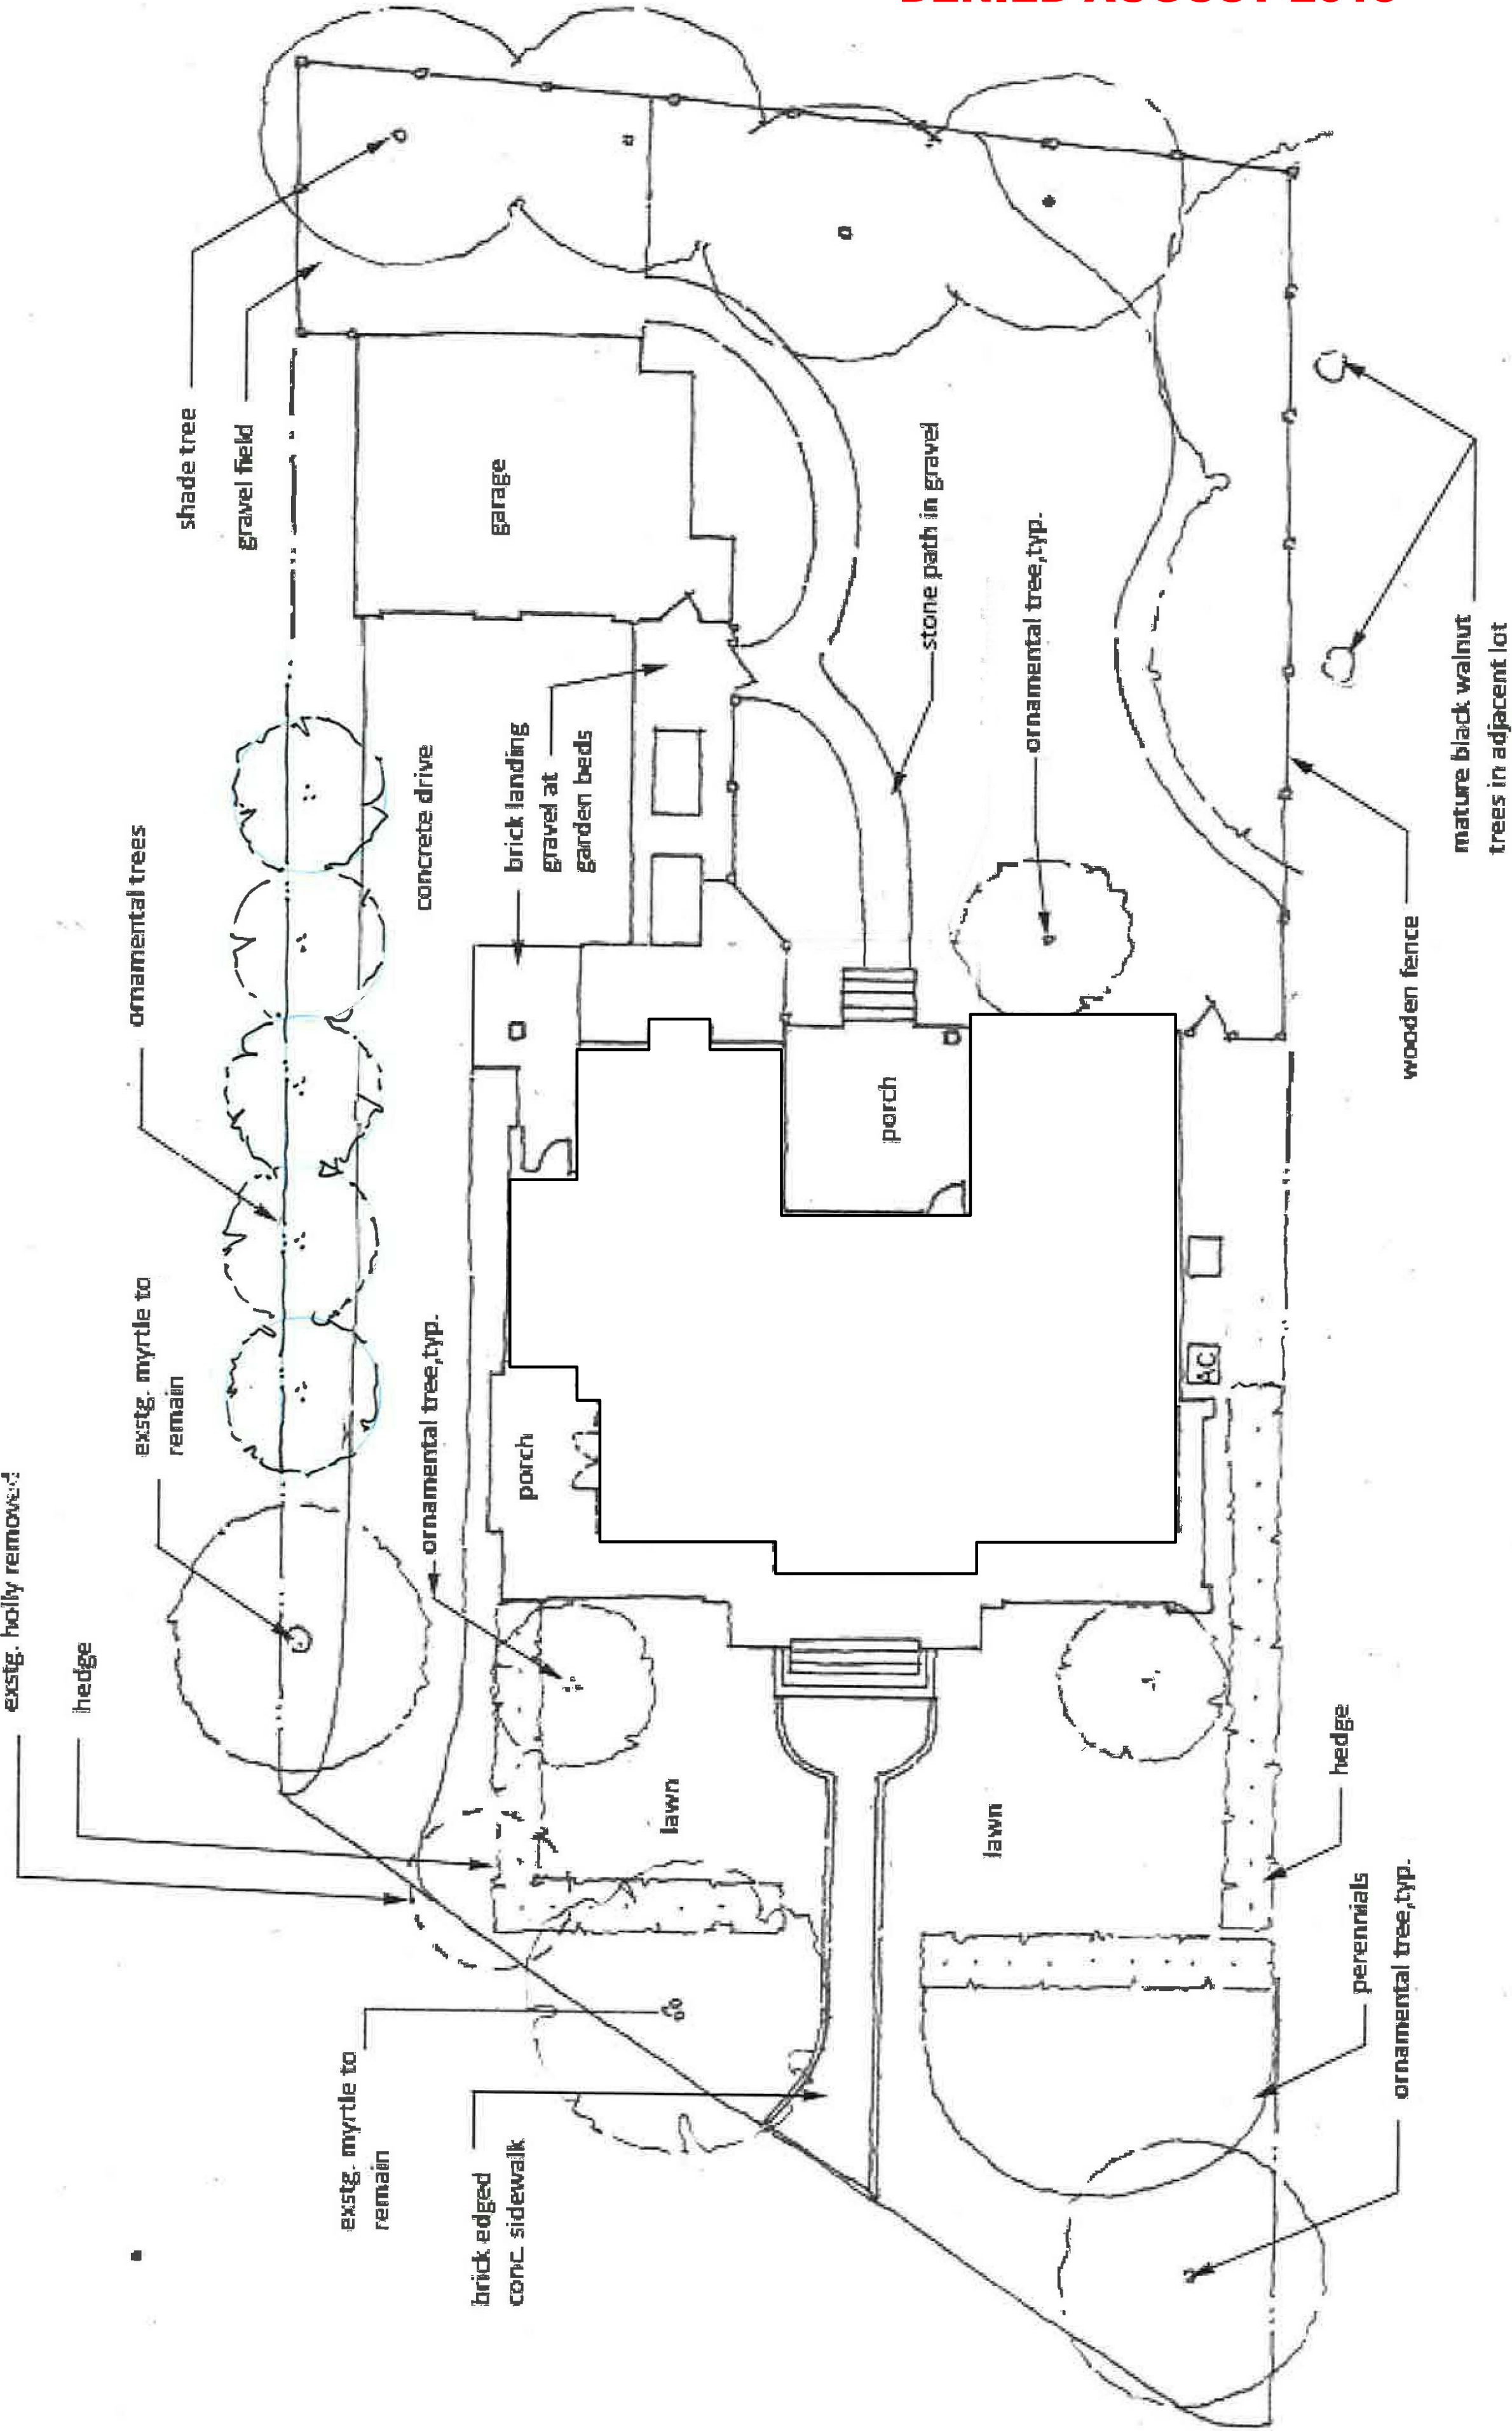 DENIED AUGUST
exstg. holly removed
hedge
exstg. myrtle to
remain
ornamental trees
shade tree
gravel field
exstg. myrtle to
remain
ornamental tree,typ.
concrete drive
brick edged
conc. sidewalk
porch
brick landing
gravel at
garden beds
garage
lawn
porch
stone path in gravel
lawn
ornamental tree,typ.
AC
hedge
perennials
ornamental tree,typ.
wooden fence
mature black walnut
trees in adjacent lot